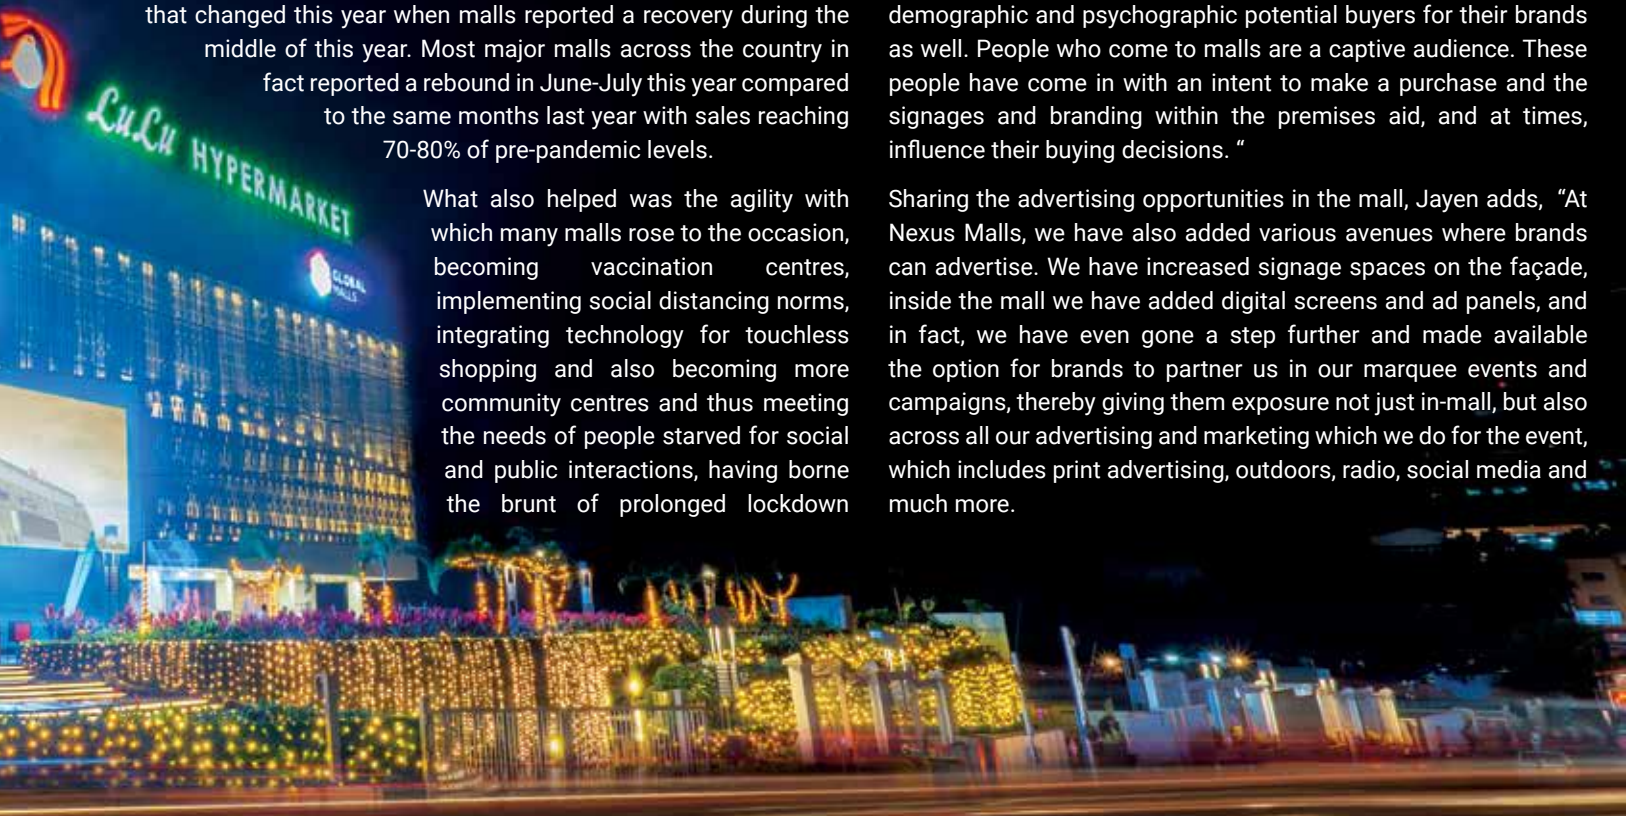 LuLu HYPERMARKET
GLOBAL
MALLS
that changed this year when malls reported a recovery during the
middle of this year. Most major malls across the country in
fact reported a rebound in June-July this year compared
to the same months last year with sales reaching
70-80% of pre-pandemic levels.
What also helped was the agility with
which many malls rose to the occasion,
becoming vaccination centres,
implementing social distancing norms,
integrating technology for touchless
shopping and also becoming more
community centres and thus meeting
the needs of people starved for social
and public interactions, having borne
the brunt of prolonged lockdown
demographic and psychographic potential buyers for their brands
as well. People who come to malls are a captive audience. These
people have come in with an intent to make a purchase and the
signages and branding within the premises aid, and at times,
influence their buying decisions. “
Sharing the advertising opportunities in the mall, Jayen adds, “At
Nexus Malls, we have also added various avenues where brands
can advertise. We have increased signage spaces on the façade,
inside the mall we have added digital screens and ad panels, and
in fact, we have even gone a step further and made available
the option for brands to partner us in our marquee events and
campaigns, thereby giving them exposure not just in-mall, but also
across all our advertising and marketing which we do for the event,
which includes print advertising, outdoors, radio, social media and
much more.